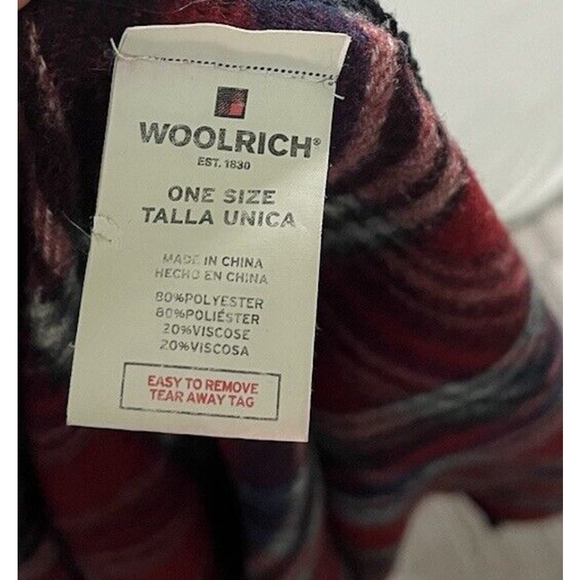 WOOLRICH®
EST. 1830
ONE SIZE
TALLA UNICA
MADE IN CHINA
HECHO EN CHINA
80%POLYESTER
80%POLIÉSTER
20%VISCOSE
20%VISCOSA
EASY TO REMOVE
TEAR AWAY TAG